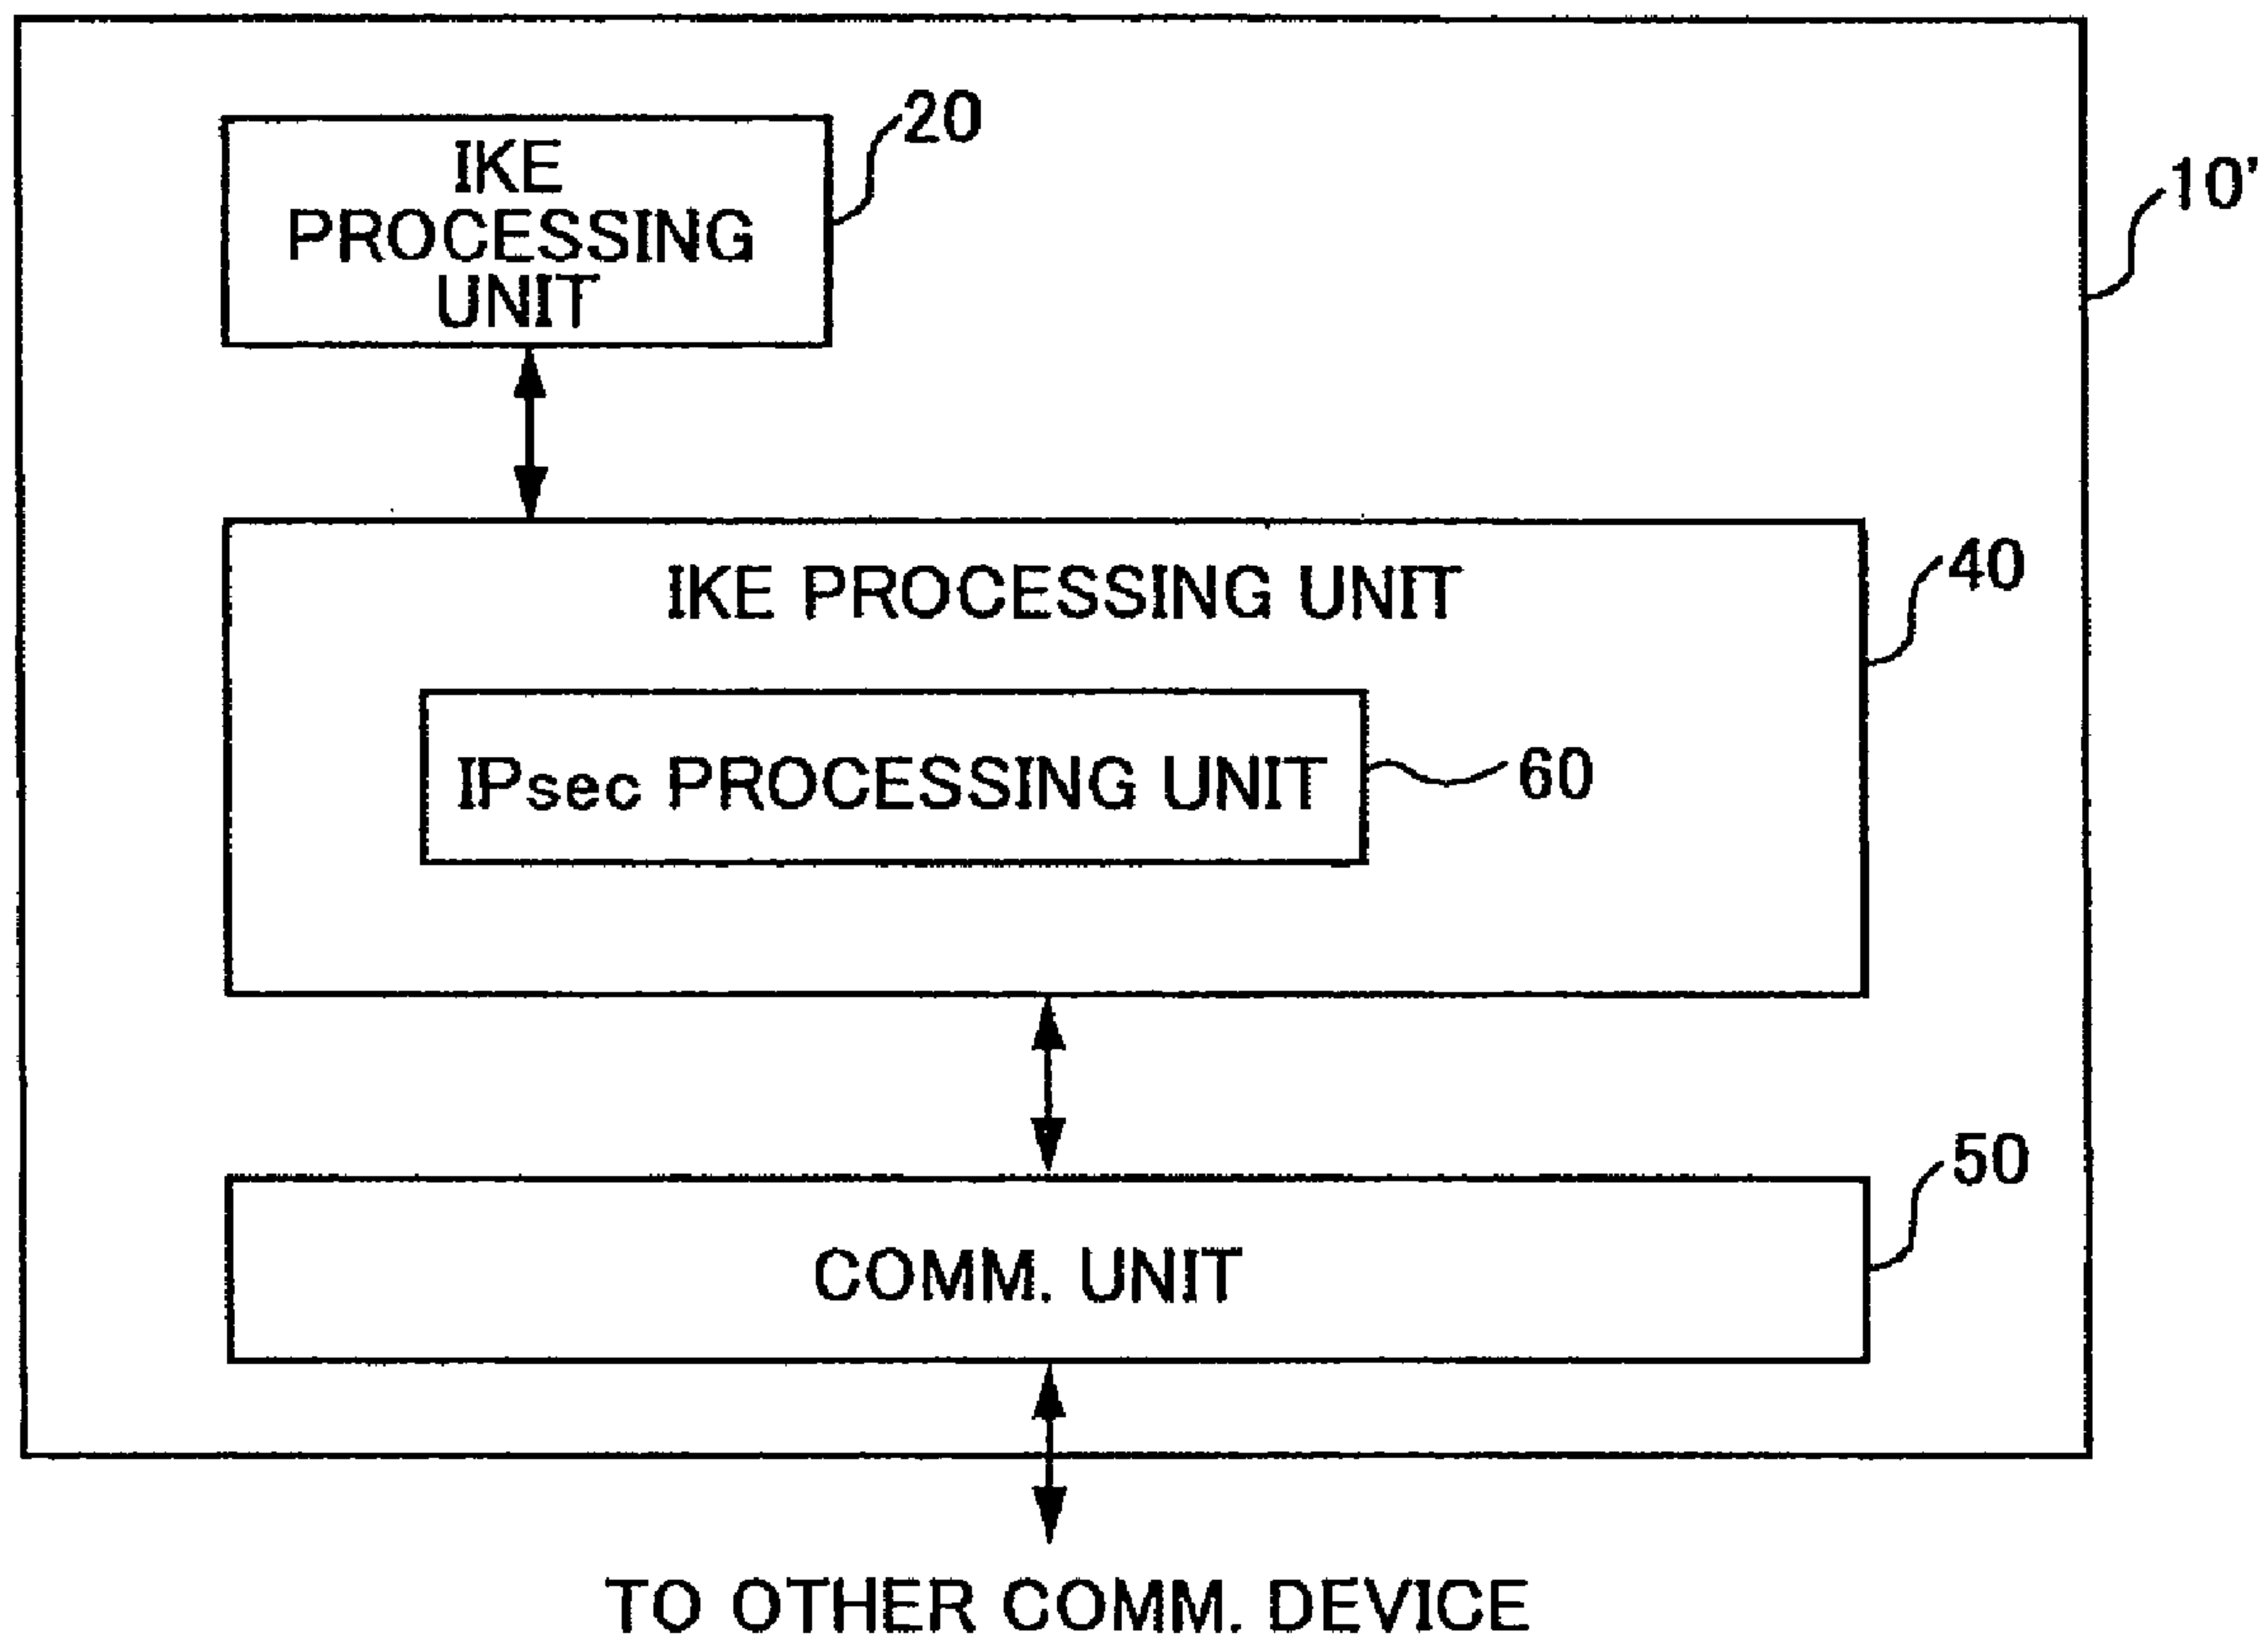 20
IKE
PROCESSING
UNIT
10'
40
IKE PROCESSING UNIT
IPsec PROCESSING UNIT
60
50
COMM. UNIT
TO OTHER COMM. DEVICE